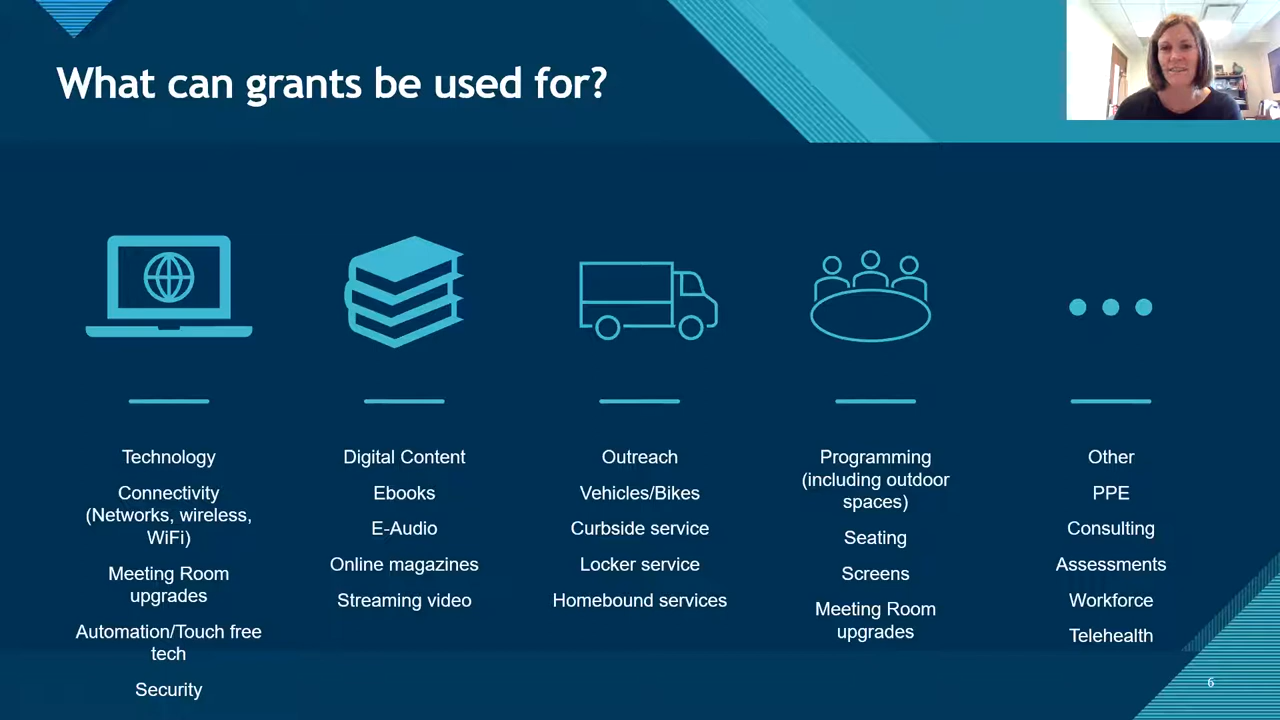 What can grants be used for?
Technology
Connectivity
(Networks, wireless,
WiFi)
Meeting Room
upgrades
Automation/Touch free
tech
Security
Digital Content
Ebooks
E-Audio
Online magazines
Streaming video
Outreach
Vehicles/Bikes
Curbside service
Locker service
Homebound services
Programming
(including outdoor
spaces)
Seating
Screens
Meeting Room
upgrades
Other
PPE
Consulting
Assessments
Workforce
Telehealth
6